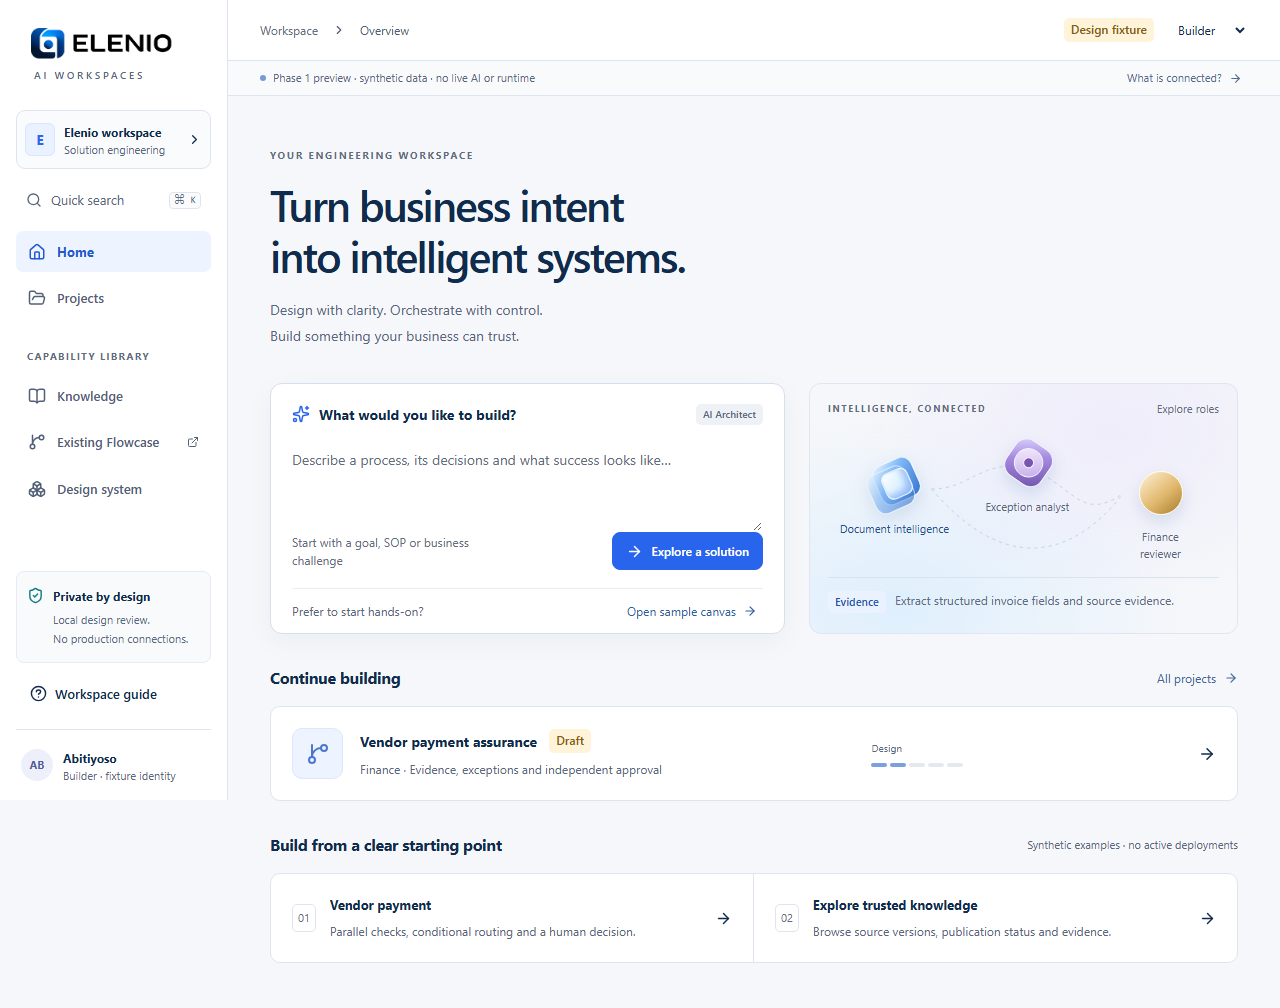 ELENIO
AI WORKSPACES
E
Elenio workspace
Solution engineering
Quick search
⌘ K
Home
Projects
CAPABILITY LIBRARY
Knowledge
Existing Flowcase
Design system
Private by design
Local design review.
No production connections.
Workspace guide
AB
Abitiyoso
Builder · fixture identity
Workspace
Overview
Design fixture
Builder
Phase 1 preview · synthetic data · no live AI or runtime
What is connected?
YOUR ENGINEERING WORKSPACE
Turn business intent
into intelligent systems.
Design with clarity. Orchestrate with control.
Build something your business can trust.
What would you like to build?
AI Architect
Describe a process, its decisions and what success looks like...
Start with a goal, SOP or business
challenge
Explore a solution
Prefer to start hands-on?
Open sample canvas
INTELLIGENCE, CONNECTED
Explore roles
Document intelligence
Exception analyst
Finance
reviewer
Evidence
Extract structured invoice fields and source evidence.
Continue building
All projects
Vendor payment assurance
Draft
Finance · Evidence, exceptions and independent approval
Design
Build from a clear starting point
Synthetic examples · no active deployments
01
Vendor payment
Parallel checks, conditional routing and a human decision.
02
Explore trusted knowledge
Browse source versions, publication status and evidence.